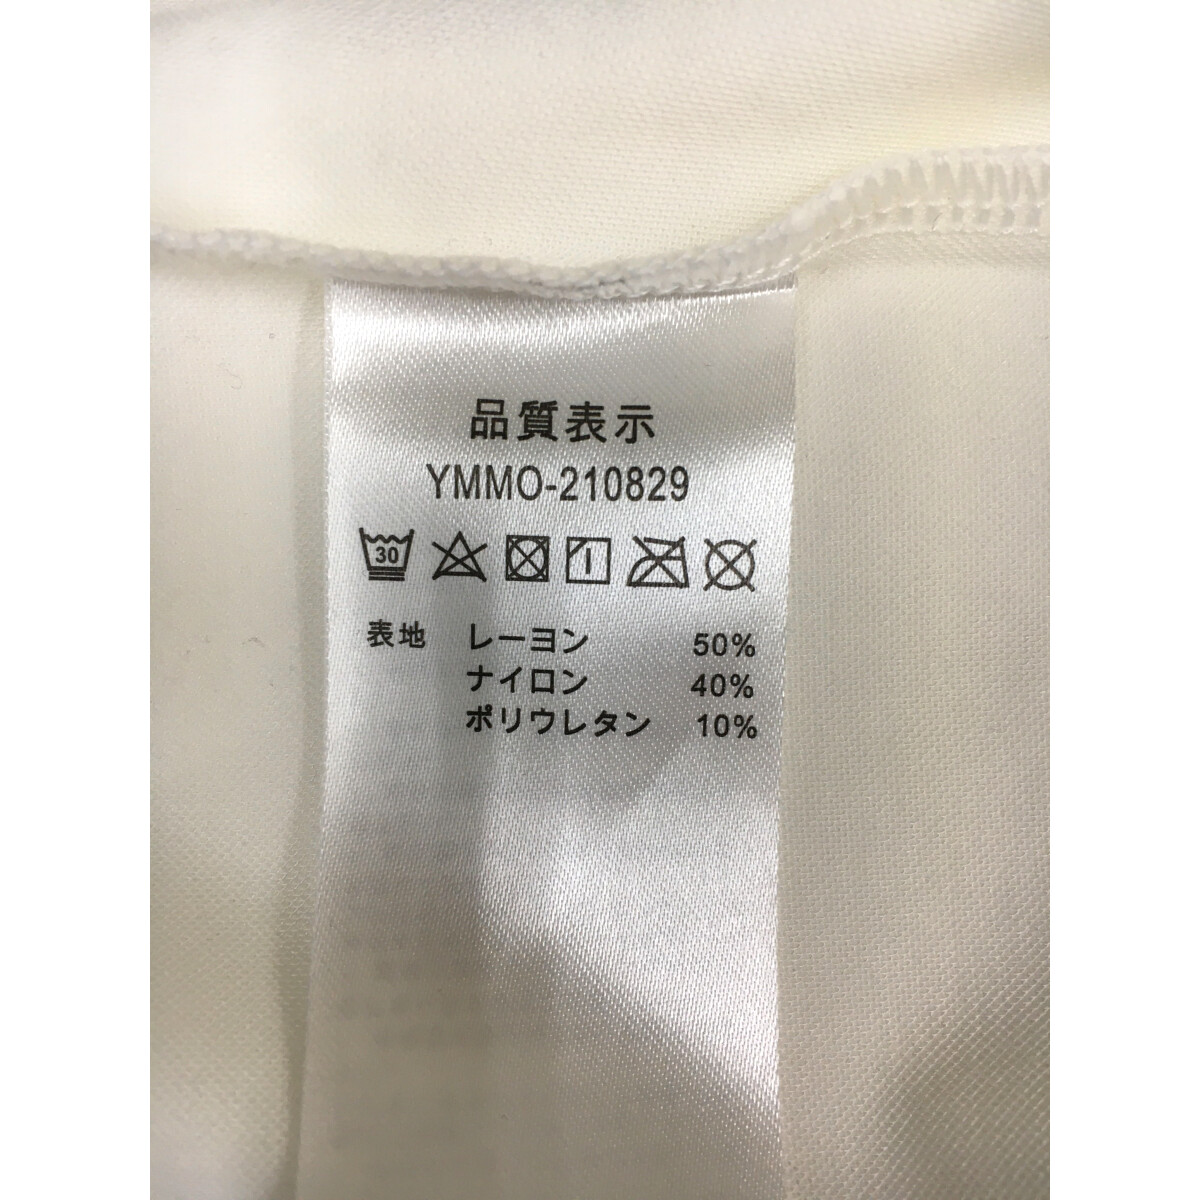 品質表示
YMMO-210829
30
表地 レーヨン 50%
ナイロン 40%
ポリウレタン 10%